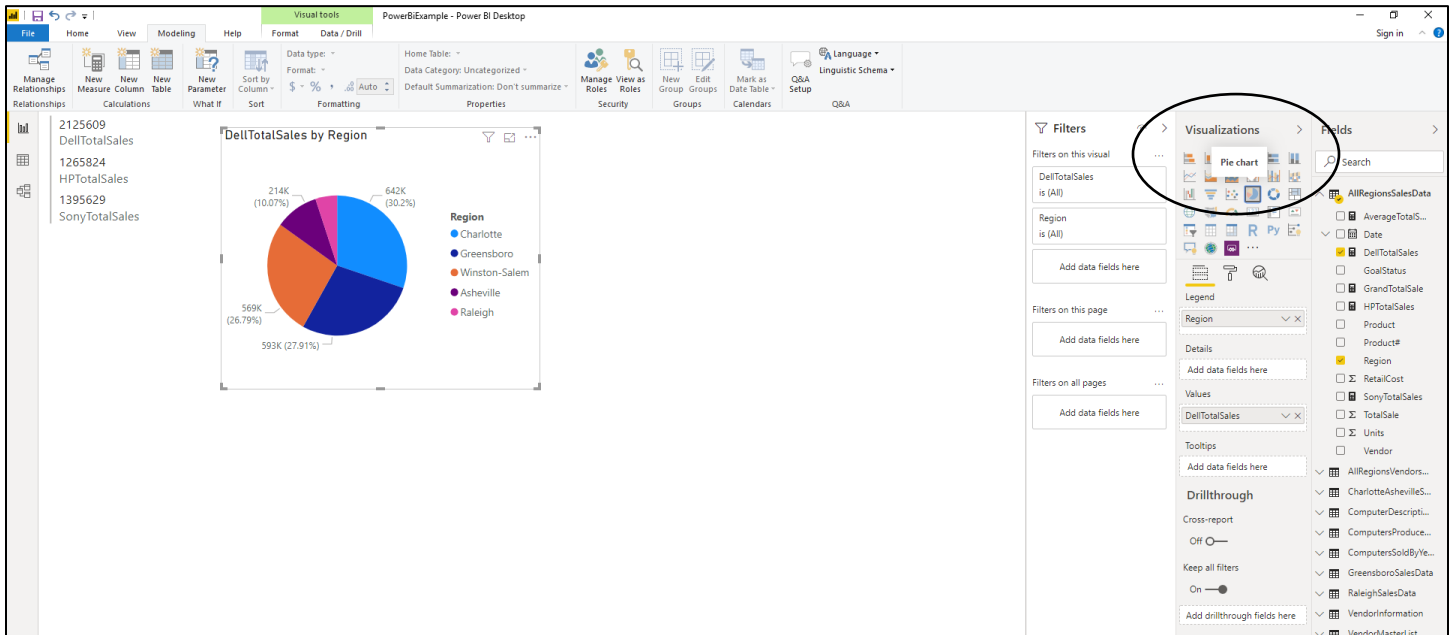 Visual tools
PowerBiExample - Power BI Desktop
File Home View Modeling Help Format Data / Drill
Sign in
Manage Relationships
New Measure
New Column
New Table
New Parameter
Sort by Column
Data type:
Format:
$ - % , .00 Auto
Home Table:
Data Category: Uncategorized
Default Summarization: Don't summarize
Manage Roles
View as Roles
New Group
Edit Groups
Mark as Date Table
Q&A Setup
Language
Linguistic Schema
Relationships Calculations What If Sort Formatting Properties Security Groups Calendars Q&A
2125609
DellTotalSales
1265824
HPTotalSales
1395629
SonyTotalSales
DellTotalSales by Region
214K
(10.07%)
642K
(30.2%)
569K
(26.79%)
593K (27.91%)
Region
Charlotte
Greensboro
Winston-Salem
Asheville
Raleigh
Filters
Filters on this visual ...
DellTotalSales
is (All)
Region
is (All)
Add data fields here
Filters on this page ...
Add data fields here
Filters on all pages ...
Add data fields here
Visualizations
Pie chart
R Py
...
Legend
Region
Details
Add data fields here
Values
DellTotalSales
Tooltips
Add data fields here
Drillthrough
Cross-report
Off
Keep all filters
On
Add drillthrough fields here
Fields
Search
AllRegionsSalesData
AverageTotalS...
Date
DellTotalSales
GoalStatus
GrandTotalSale
HPTotalSales
Product
Product#
Region
Σ RetailCost
SonyTotalSales
Σ TotalSale
Σ Units
Vendor
AllRegionsVendors...
CharlotteAshevilleS...
ComputerDescripti...
ComputersProduce...
ComputersSoldByYe...
GreensboroSalesData
RaleighSalesData
VendorInformation
VendorMasterList